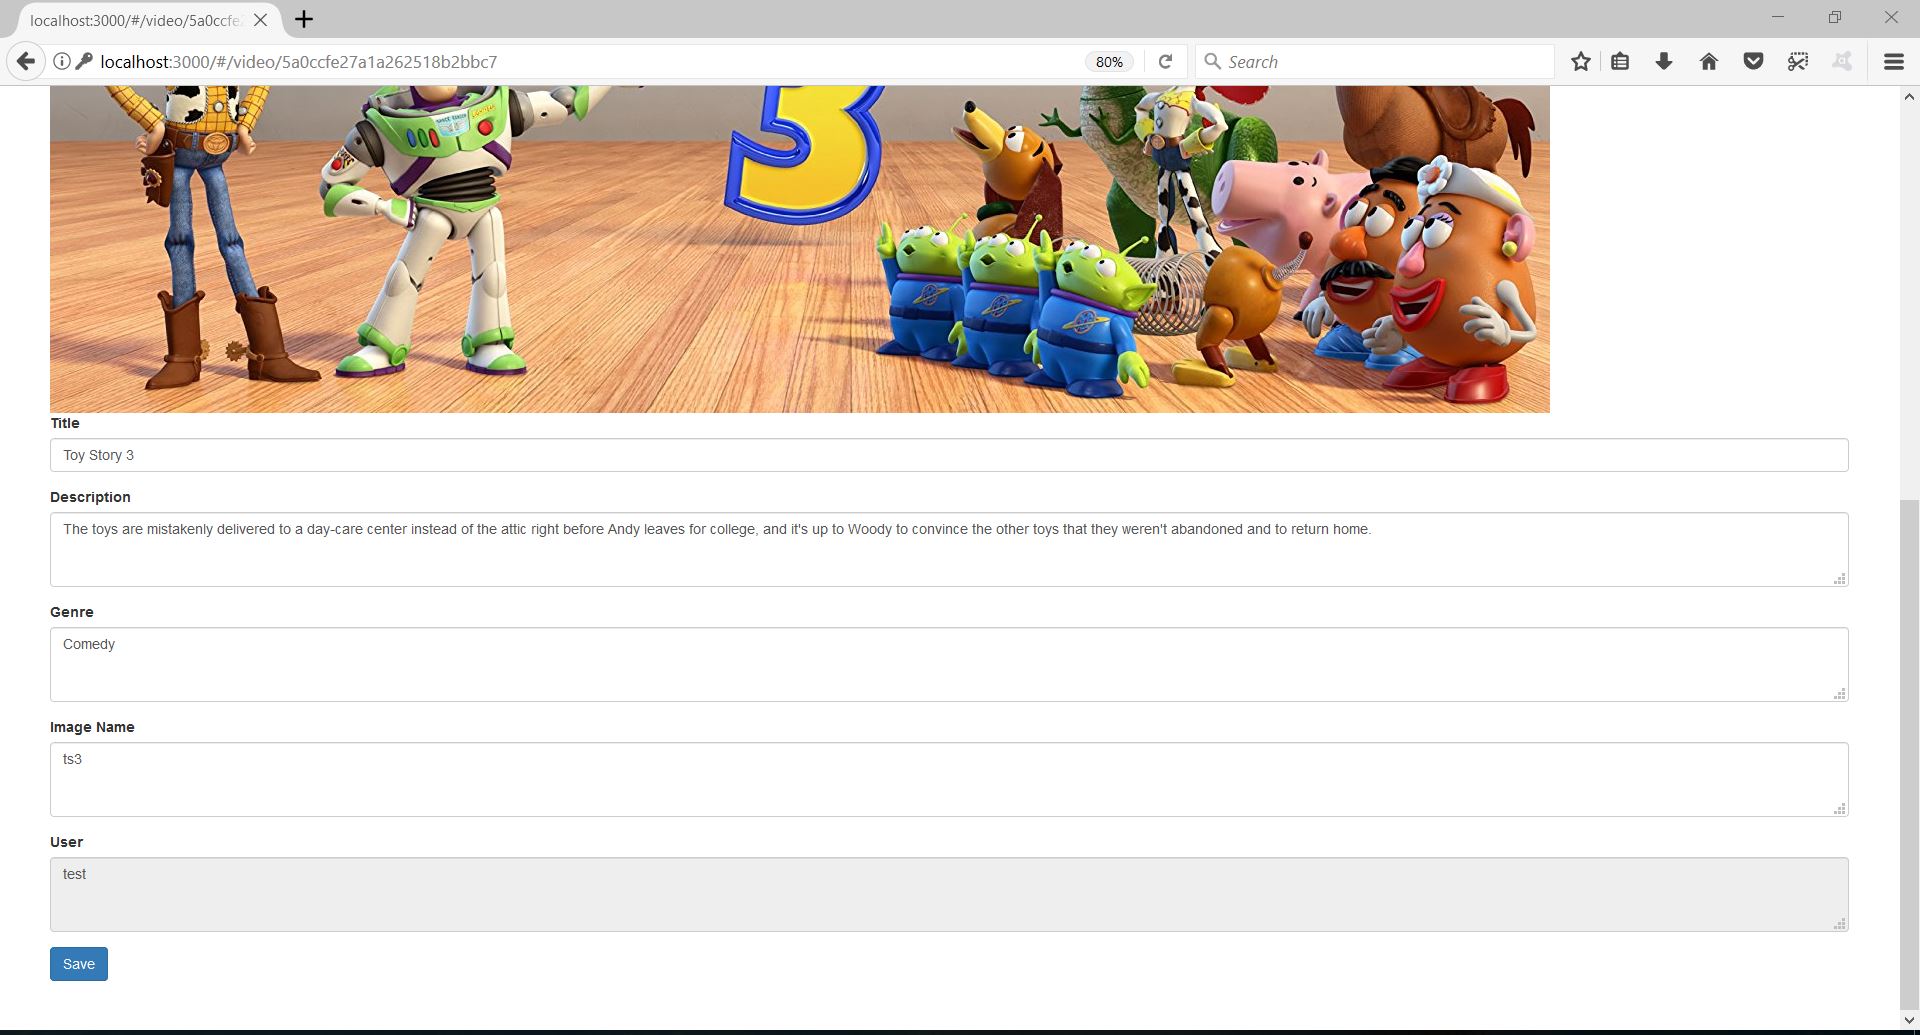 localhost:3000/#/video/5a0ccfe
localhost:3000/#/video/5a0ccfe27a1a262518b2bbc7
80%
Search
3
Title
Toy Story 3
Description
The toys are mistakenly delivered to a day-care center instead of the attic right before Andy leaves for college, and it's up to Woody to convince the other toys that they weren't abandoned and to return home.
Genre
Comedy
Image Name
ts3
User
test
Save